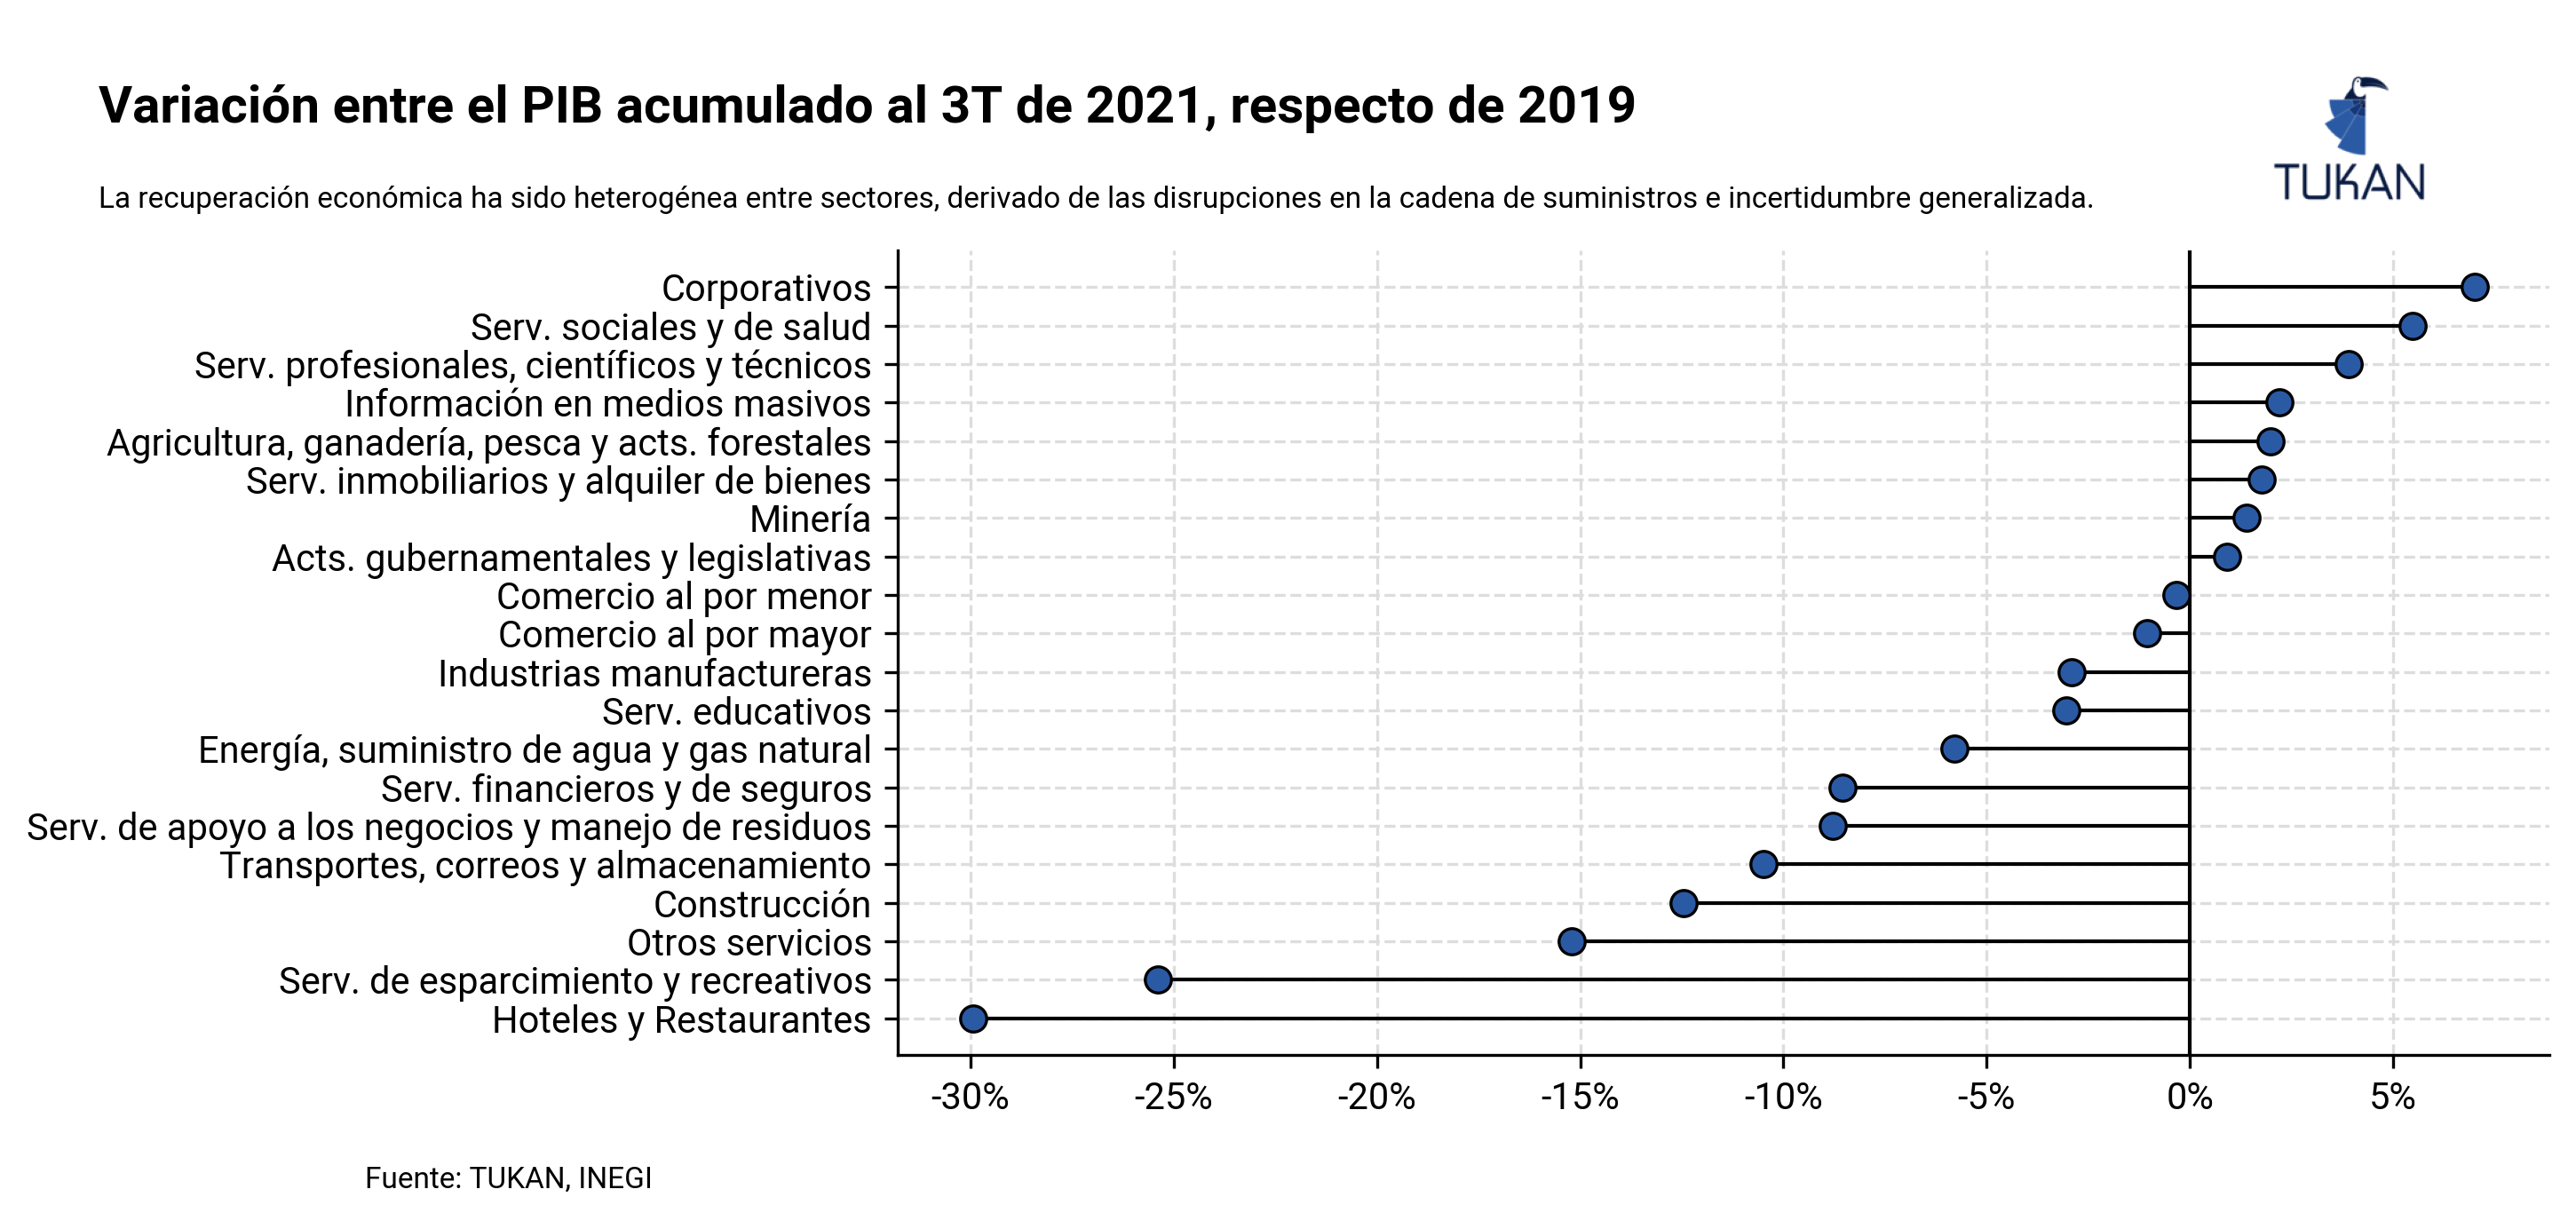 Variación entre el PIB acumulado al 3T de 2021, respecto de 2019
TUKAN
La recuperación económica ha sido heterogénea entre sectores, derivado de las disrupciones en la cadena de suministros e incertidumbre generalizada.
Corporativos
Serv. sociales y de salud
Serv. profesionales, científicos y técnicos
Información en medios masivos
Agricultura, ganadería, pesca y acts. forestales
Serv. inmobiliarios y alquiler de bienes
Minería
Acts. gubernamentales y legislativas
Comercio al por menor
Comercio al por mayor
Industrias manufactureras
Serv. educativos
Energía, suministro de agua y gas natural
Serv. financieros y de seguros
Serv. de apoyo a los negocios y manejo de residuos
Transportes, correos y almacenamiento
Construcción
Otros servicios
Serv. de esparcimiento y recreativos
Hoteles y Restaurantes
-30% -25% -20% -15% -10% -5% 0% 5%
Fuente: TUKAN, INEGI